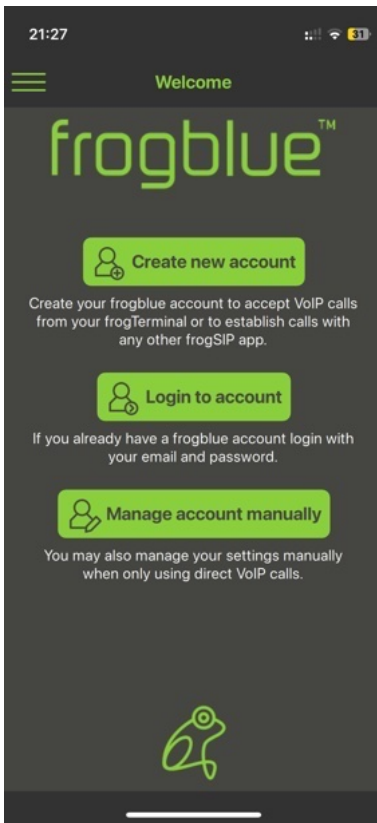 21:27
31
Welcome
frogblue™
Create new account
Create your frogblue account to accept VoIP calls
from your frogTerminal or to establish calls with
any other frogSIP app.
Login to account
If you already have a frogblue account login with
your email and password.
Manage account manually
You may also manage your settings manually
when only using direct VoIP calls.